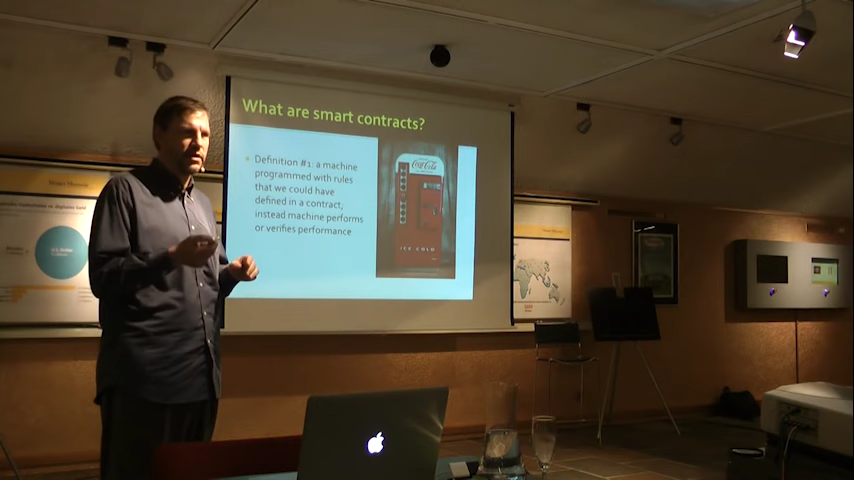 What are smart contracts?
Definition #1: a machine
programmed with rules
that we could have
defined in a contract,
instead machine performs
or verifies performance
Coca-Cola
ICE COLD